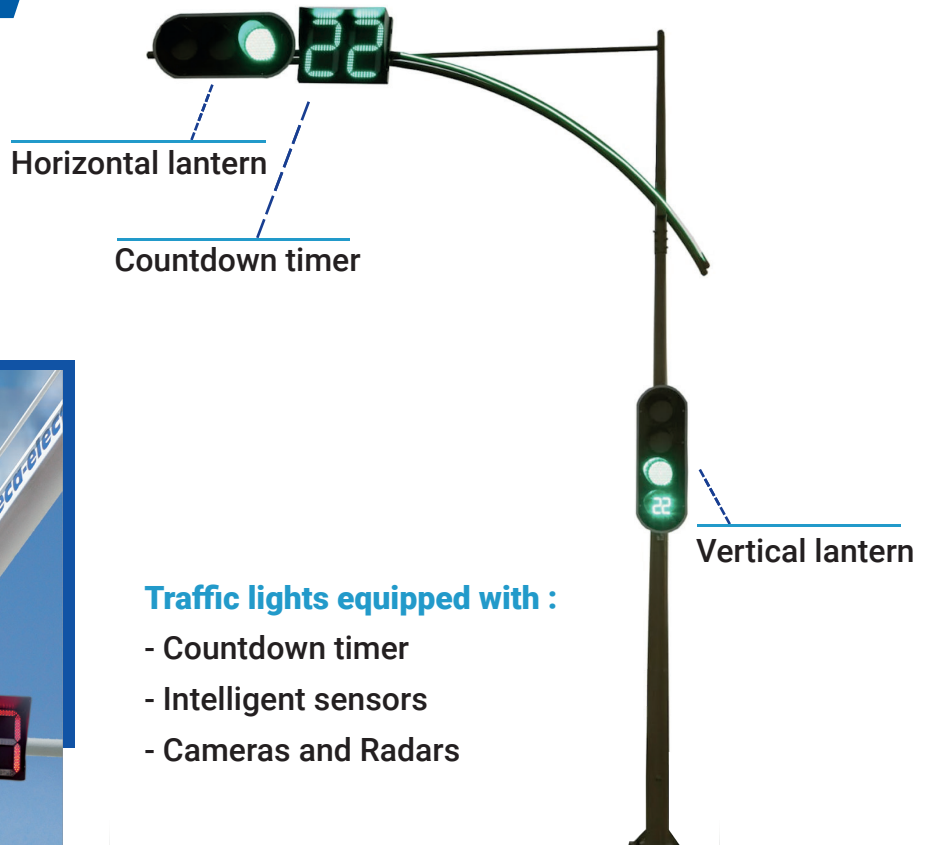 22
Horizontal lantern
Countdown timer
22
Vertical lantern
Traffic lights equipped with :
- Countdown timer
- Intelligent sensors
- Cameras and Radars